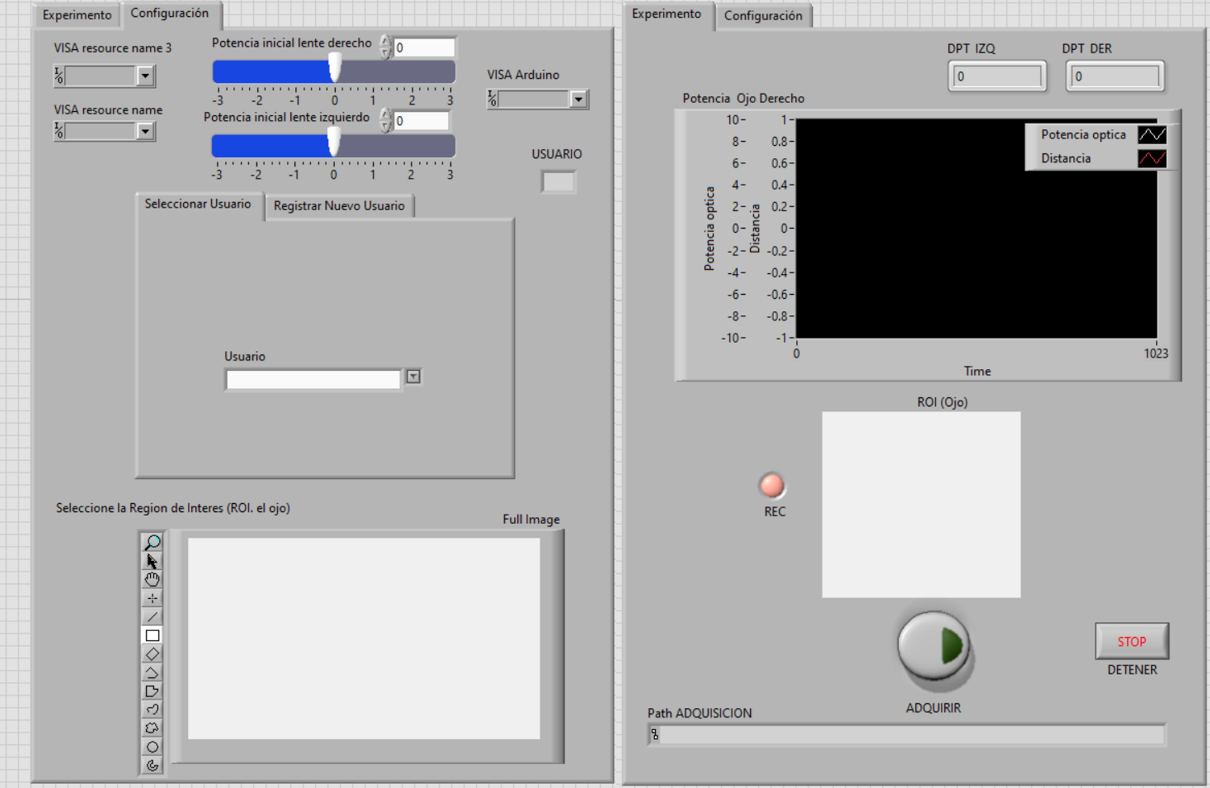 Experimento
Configuración
VISA resource name 3
Potencia inicial lente derecho
0
-3 -2 -1 0 1 2 3
VISA Arduino
VISA resource name
Potencia inicial lente izquierdo
0
-3 -2 -1 0 1 2 3
USUARIO
Seleccionar Usuario
Registrar Nuevo Usuario
Usuario
Seleccione la Region de Interes (ROI. el ojo)
Full Image
Experimento
Configuración
DPT IZQ
DPT DER
0
0
Potencia Ojo Derecho
Potencia optica
Distancia
10 1
8 0.8
6 0.6
4 0.4
2 0.2
0 0
-2 -0.2
-4 -0.4
-6 -0.6
-8 -0.8
-10 -1
Potencia optica
Distancia
0 1023
Time
ROI (Ojo)
REC
STOP
DETENER
ADQUIRIR
Path ADQUISICION